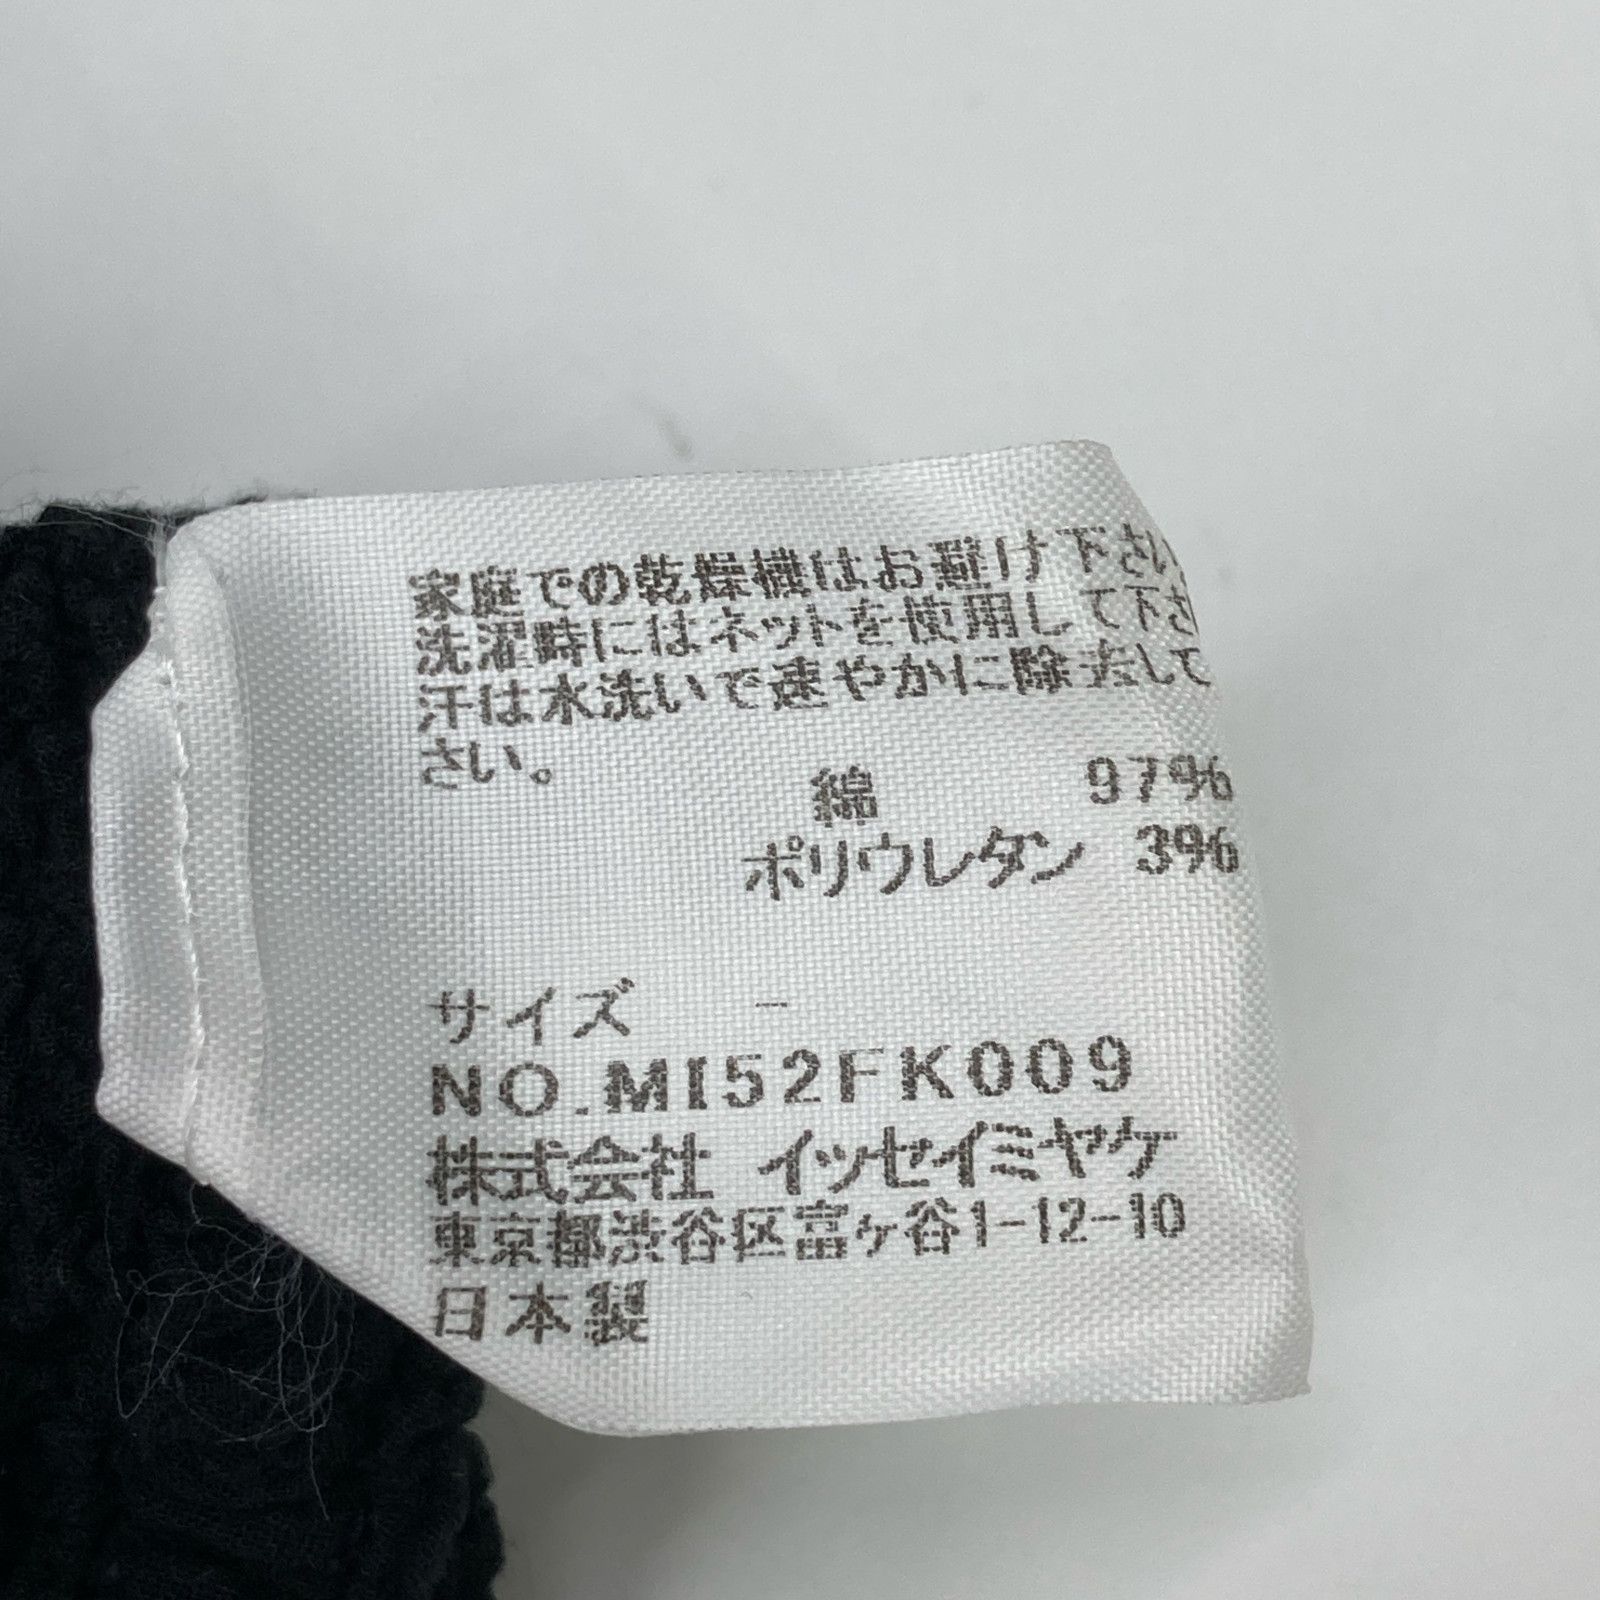 家庭での乾燥機はお避け下さい
洗濯時にはネットを使用して下さ
汗は水洗いで速やかに除去して
さい。
綿 97%
ポリウレタン 3%
サイズ -
NO.MI52FK009
株式会社 イッセイミヤケ
東京都渋谷区富ヶ谷1-12-10
日本製